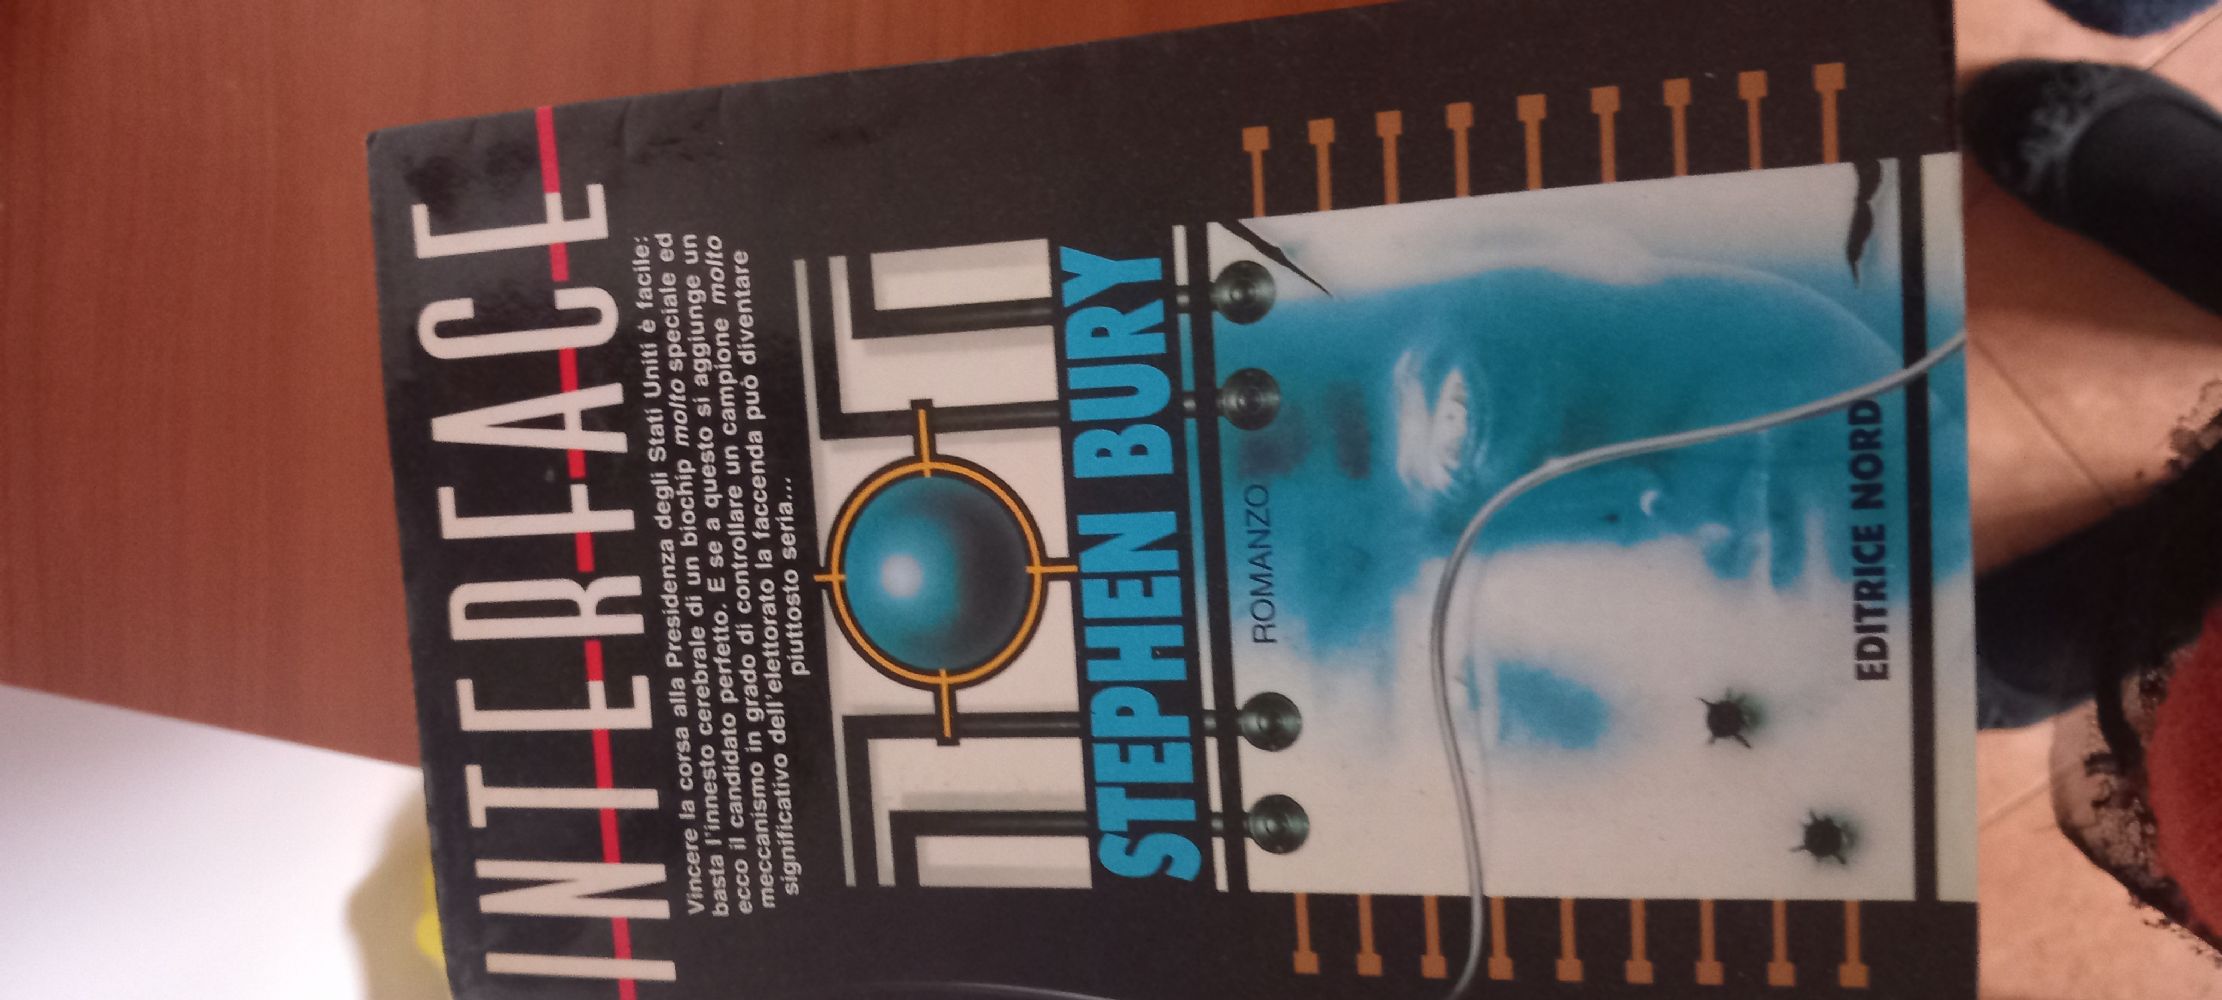 INTERFACE
Vincere la corsa alla Presidenza degli Stati Uniti è facile:
basta l'innesto cerebrale di un biochip molto speciale ed
ecco il candidato perfetto. E se a questo si aggiunge un
meccanismo in grado di controllare un campione molto
significativo dell'elettorato la faccenda può diventare
piuttosto seria...
STEPHEN BURY
ROMANZO
EDITRICE NORD